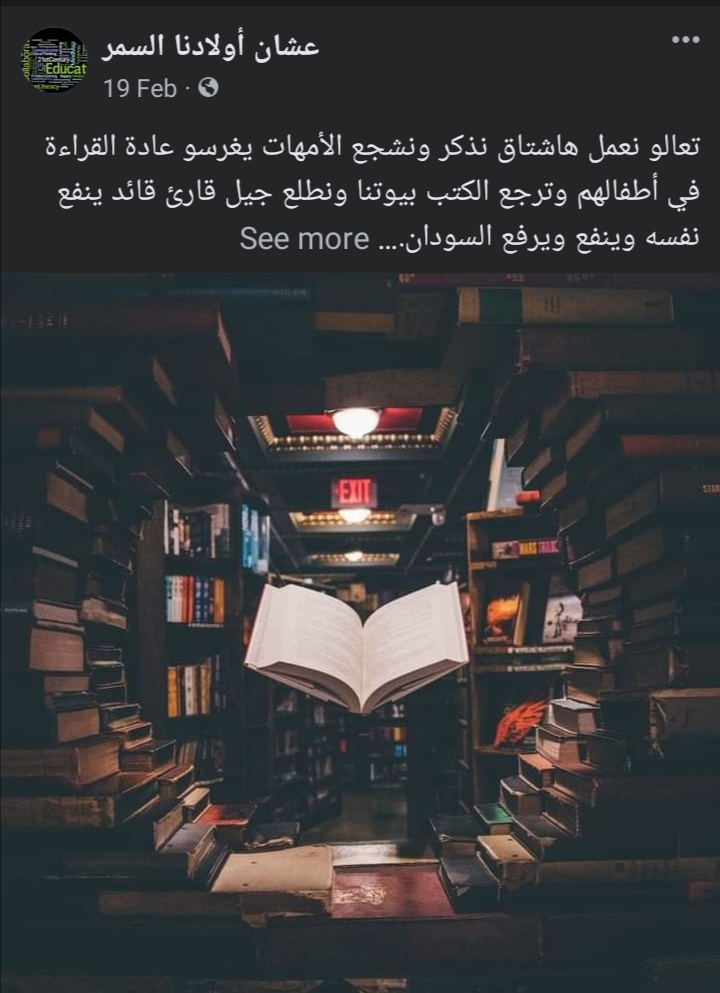 عشان أولادنا السمر
19 Feb ·
تعالو نعمل هاشتاق نذكر ونشجع الأمهات يغرسو عادة القراءة
في أطفالهم وترجع الكتب بيوتنا ونطلع جيل قارئ قائد ينفع
نفسه وينفع ويرفع السودان.... See more
EXIT